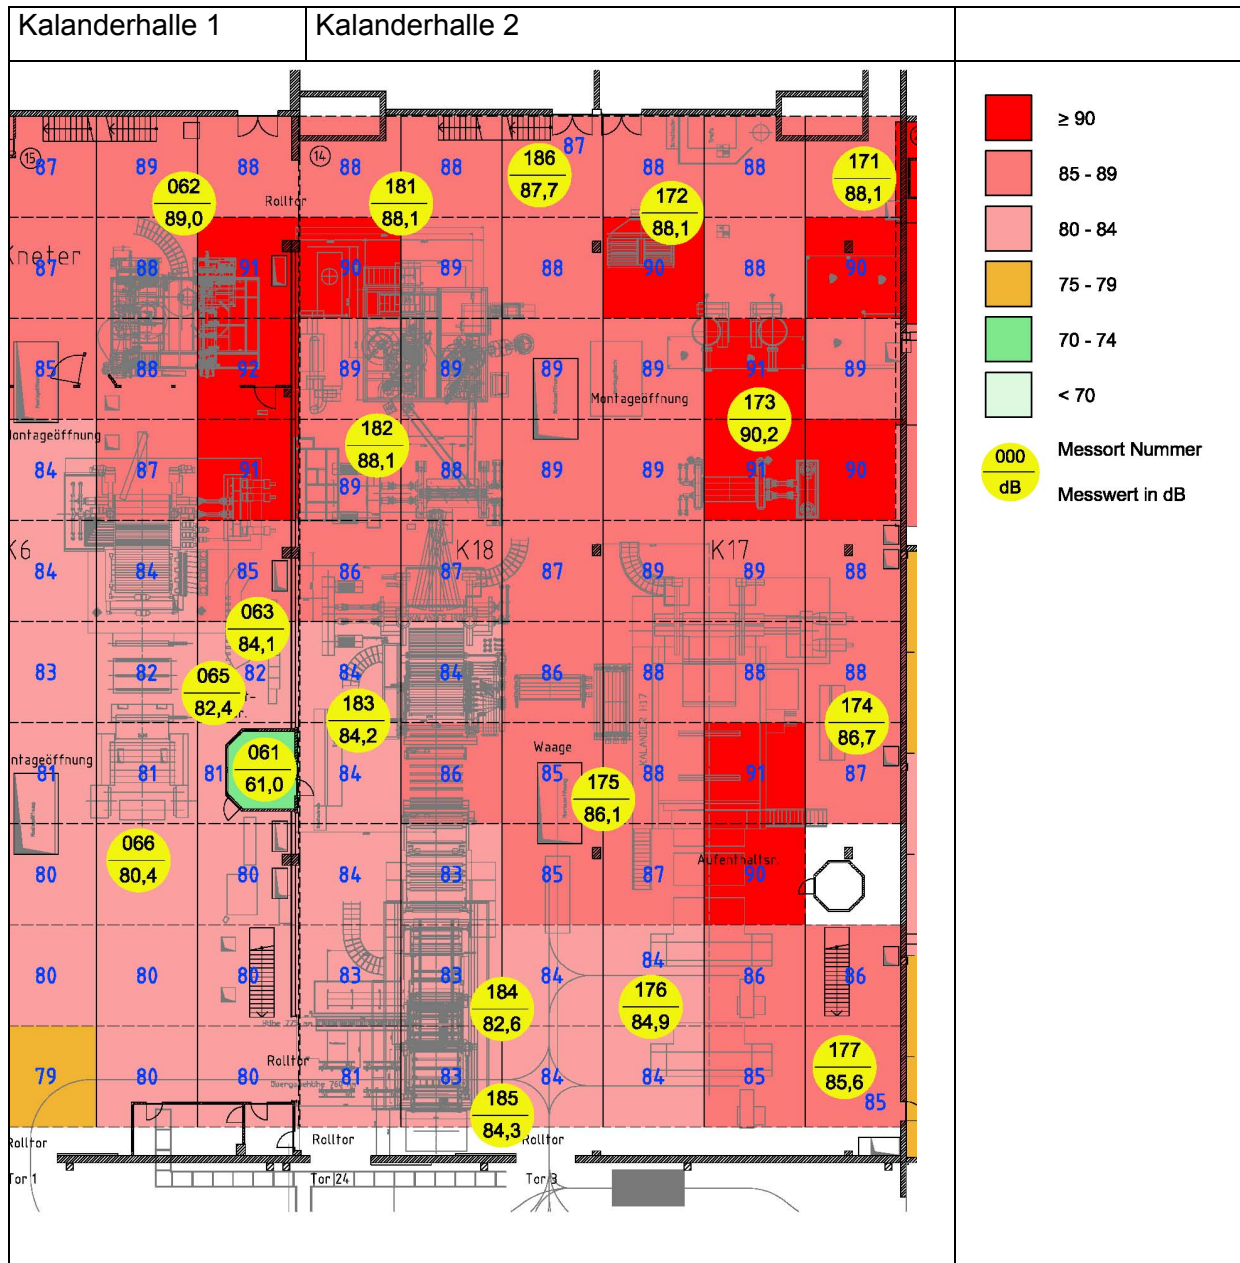 Kalanderhalle 1 Kalanderhalle 2
≥ 90
85 - 89
80 - 84
75 - 79
70 - 74
< 70
000 dB Messort Nummer
Messwert in dB
15 14
87 89 88 88 88 87 88
062 89,0
181 88,1
186 87,7
172 88,1
171 88,1
Rolltor
Kneter
87 88 91 90 89 88 90 88 90
85 88 92 89 89 89 89 91 89
Montageöffnung
173 90,2
ontageöffnung
182 88,1
84 87 91 89 88 89 89 91 90
K6 K18 K17
84 84 85 86 87 87 89 89 88
KALANDER
063 84,1
83 82 82 84 84 86 88 88 88
065 82,4
183 84,2
174 86,7
KALANDER H17
ntageöffnung
Waage
061 61,0
81 81 81 84 86 85 88 91 87
175 86,1
066 80,4
Aufenthaltsr.
80 80 84 83 85 87 90
80 80 80 83 83 84 84 86 86
184 82,6
176 84,9
177 85,6
Rolltor
79 80 80 81 83 84 84 85 85
185 84,3
Rolltor Rolltor Rolltor
Tor 1 Tor 24 Tor 3